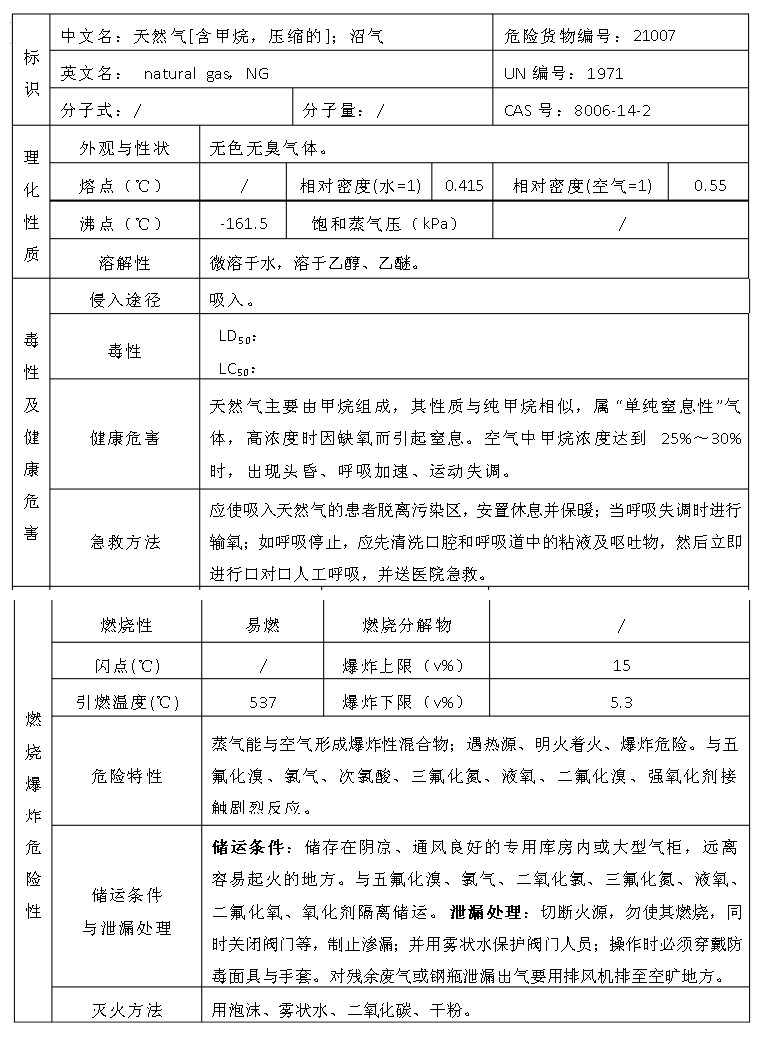 标识
中文名：天然气[含甲烷，压缩的]；沼气 危险货物编号：21007
英文名： natural gas，NG UN 编号：1971
分子式：/ 分子量：/ CAS 号：8006-14-2
理化性质
外观与性状 无色无臭气体。
熔点（℃） / 相对密度(水=1) 0.415 相对密度(空气=1) 0.55
沸点（℃） -161.5 饱和蒸气压（kPa） /
溶解性 微溶于水，溶于乙醇、乙醚。
毒性及健康危害
侵入途径 吸入。
毒性
LD₅₀：
LC₅₀：
健康危害
天然气主要由甲烷组成，其性质与纯甲烷相似，属“单纯窒息性”气
体，高浓度时因缺氧而引起窒息。空气中甲烷浓度达到 25%～30%
时，出现头昏、呼吸加速、运动失调。
急救方法
应使吸入天然气的患者脱离污染区，安置休息并保暖；当呼吸失调时进行
输氧；如呼吸停止，应先清洗口腔和呼吸道中的粘液及呕吐物，然后立即
进行口对口人工呼吸，并送医院急救。
燃烧爆炸危险性
燃烧性 易燃 燃烧分解物 /
闪点(℃) / 爆炸上限（v%） 15
引燃温度(℃) 537 爆炸下限（v%） 5.3
危险特性
蒸气能与空气形成爆炸性混合物；遇热源、明火着火、爆炸危险。与五
氟化溴、氯气、次氯酸、三氟化氮、液氧、二氟化溴、强氧化剂接
触剧烈反应。
储运条件
与泄漏处理
储运条件：储存在阴凉、通风良好的专用库房内或大型气柜，远离
容易起火的地方。与五氟化溴、氯气、二氧化氯、三氟化氮、液氧、
二氟化氧、氧化剂隔离储运。泄漏处理：切断火源，勿使其燃烧，同
时关闭阀门等，制止渗漏；并用雾状水保护阀门人员；操作时必须穿戴防
毒面具与手套。对残余废气或钢瓶泄漏出气要用排风机排至空旷地方。
灭火方法 用泡沫、雾状水、二氧化碳、干粉。